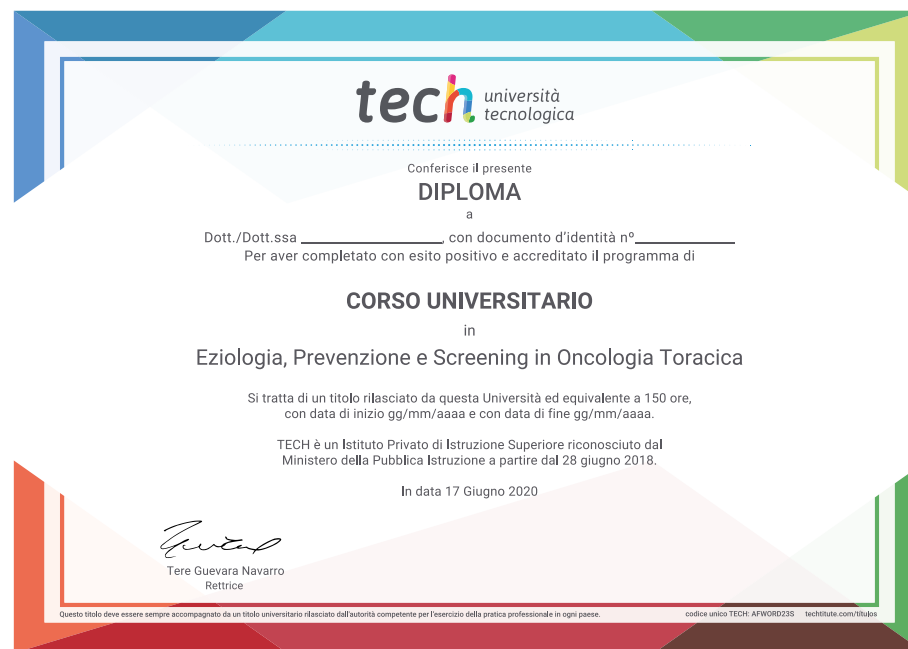 tech università
tecnologica
Conferisce il presente
DIPLOMA
a
Dott./Dott.ssa ____________________, con documento d'identità nº______________
Per aver completato con esito positivo e accreditato il programma di
CORSO UNIVERSITARIO
in
Eziologia, Prevenzione e Screening in Oncologia Toracica
Si tratta di un titolo rilasciato da questa Università ed equivalente a 150 ore,
con data di inizio gg/mm/aaaa e con data di fine gg/mm/aaaa.
TECH è un Istituto Privato di Istruzione Superiore riconosciuto dal
Ministero della Pubblica Istruzione a partire dal 28 giugno 2018.
In data 17 Giugno 2020
Tere Guevara Navarro
Rettrice
Questo titolo deve essere sempre accompagnato da un titolo universitario rilasciato dall'autorità competente per l'esercizio della pratica professionale in ogni paese. codice unico TECH: AFWORD23S techtitute.com/titulos